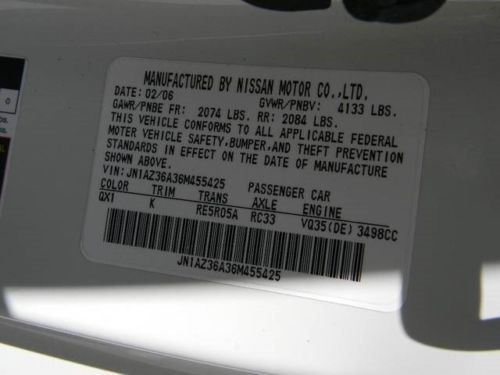 MANUFACTURED BY NISSAN MOTOR CO.,LTD.
DATE: 02/06 GVWR/PNBV: 4133 LBS.
GAWR/PNBE FR: 2074 LBS. RR: 2084 LBS.
THIS VEHICLE CONFORMS TO ALL APPLICABLE FEDERAL
MOTER VEHICLE SAFETY,BUMPER,AND THEFT PREVENTION
STANDARDS IN EFFECT ON THE DATE OF MANUFACTURE
SHOWN ABOVE.
VIN: JN1AZ36A36M455425 PASSENGER CAR
COLOR TRIM TRANS AXLE ENGINE
QX1 K RE5R05A RC33 VQ35(DE) 3498CC
JN1AZ36A36M455425